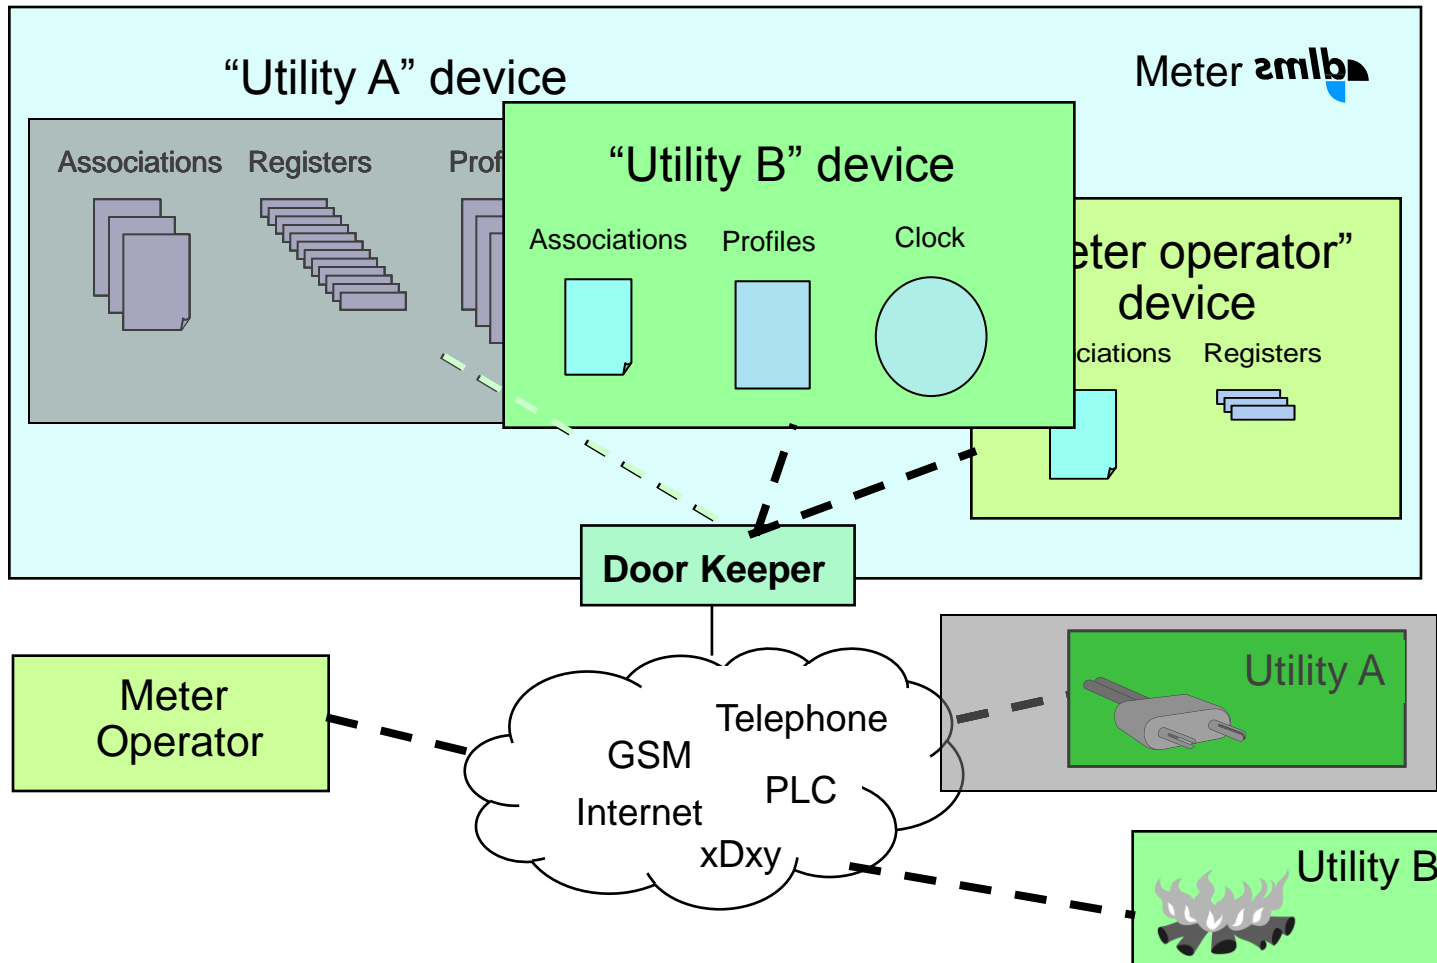 “Utility A” device
Meter dlms
Associations Registers Prof
“Utility B” device
Associations Profiles Clock
eter operator”
device
ciations Registers
Door Keeper
Meter
Operator
Telephone
GSM
PLC
Internet
xDxy
Utility A
Utility B